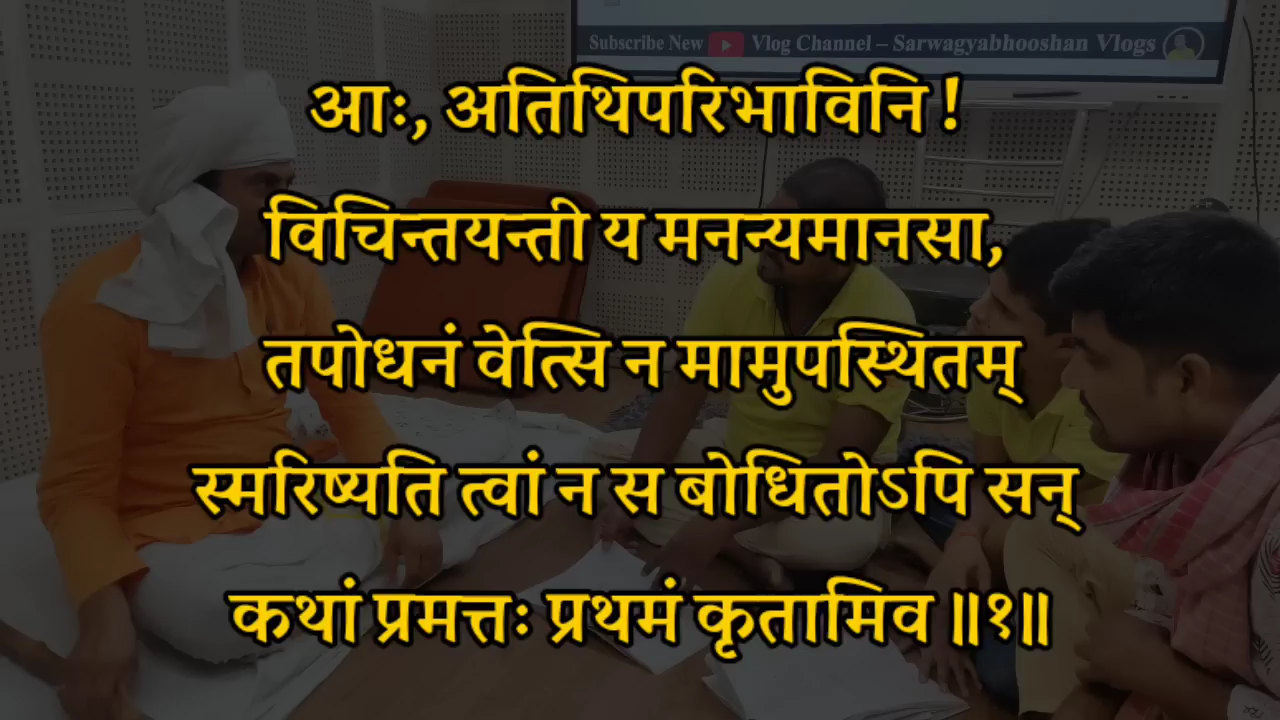 Subscribe New Vlog Channel – Sarwagyabhooshan Vlogs
आः, अतिथिपरिभाविनि !
विचिन्तयन्ती य मनन्यमानसा,
तपोधनं वेत्सि न मामुपस्थितम्
स्मरिष्यति त्वां न स बोधितोऽपि सन्
कथां प्रमत्तः प्रथमं कृतामिव ॥१॥